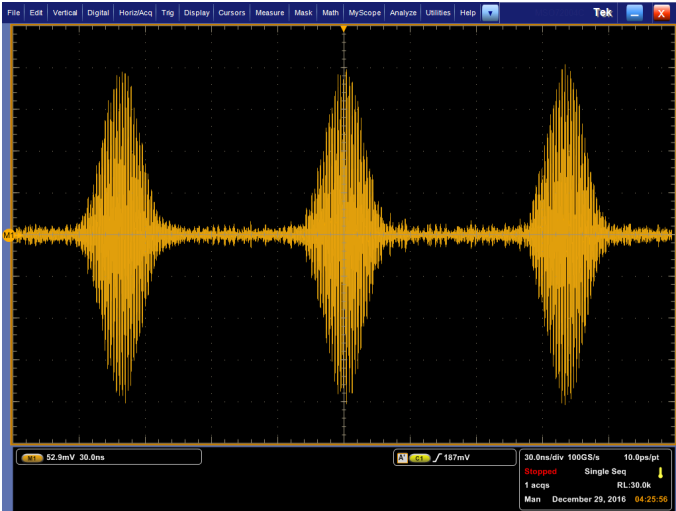 File Edit Vertical Digital Horiz/Acq Trig Display Cursors Measure Mask Math MyScope Analyze Utilities Help Tek X
M1
M1 52.9mV 30.0ns
A' C1 187mV
30.0ns/div 100GS/s 10.0ps/pt
Stopped Single Seq
1 acqs RL:30.0k
Man December 29, 2016 04:25:56